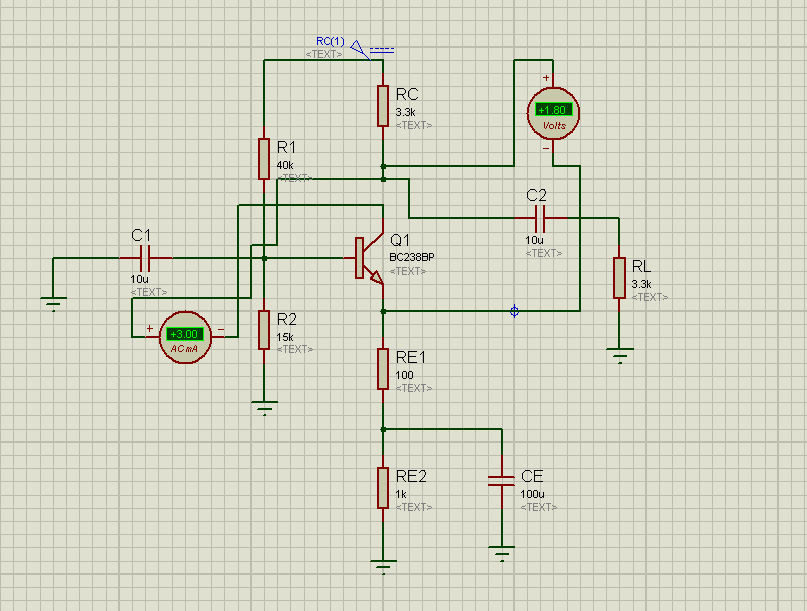 RC(1)
<TEXT>
RC
3.3k
<TEXT>
+
+1.80
Volts
−
R1
40k
<TEXT>
C2
10u
<TEXT>
C1
10u
<TEXT>
Q1
BC238BP
<TEXT>
RL
3.3k
<TEXT>
+
+3.00
AC mA
−
R2
15k
<TEXT>
RE1
100
<TEXT>
RE2
1k
<TEXT>
CE
100u
<TEXT>